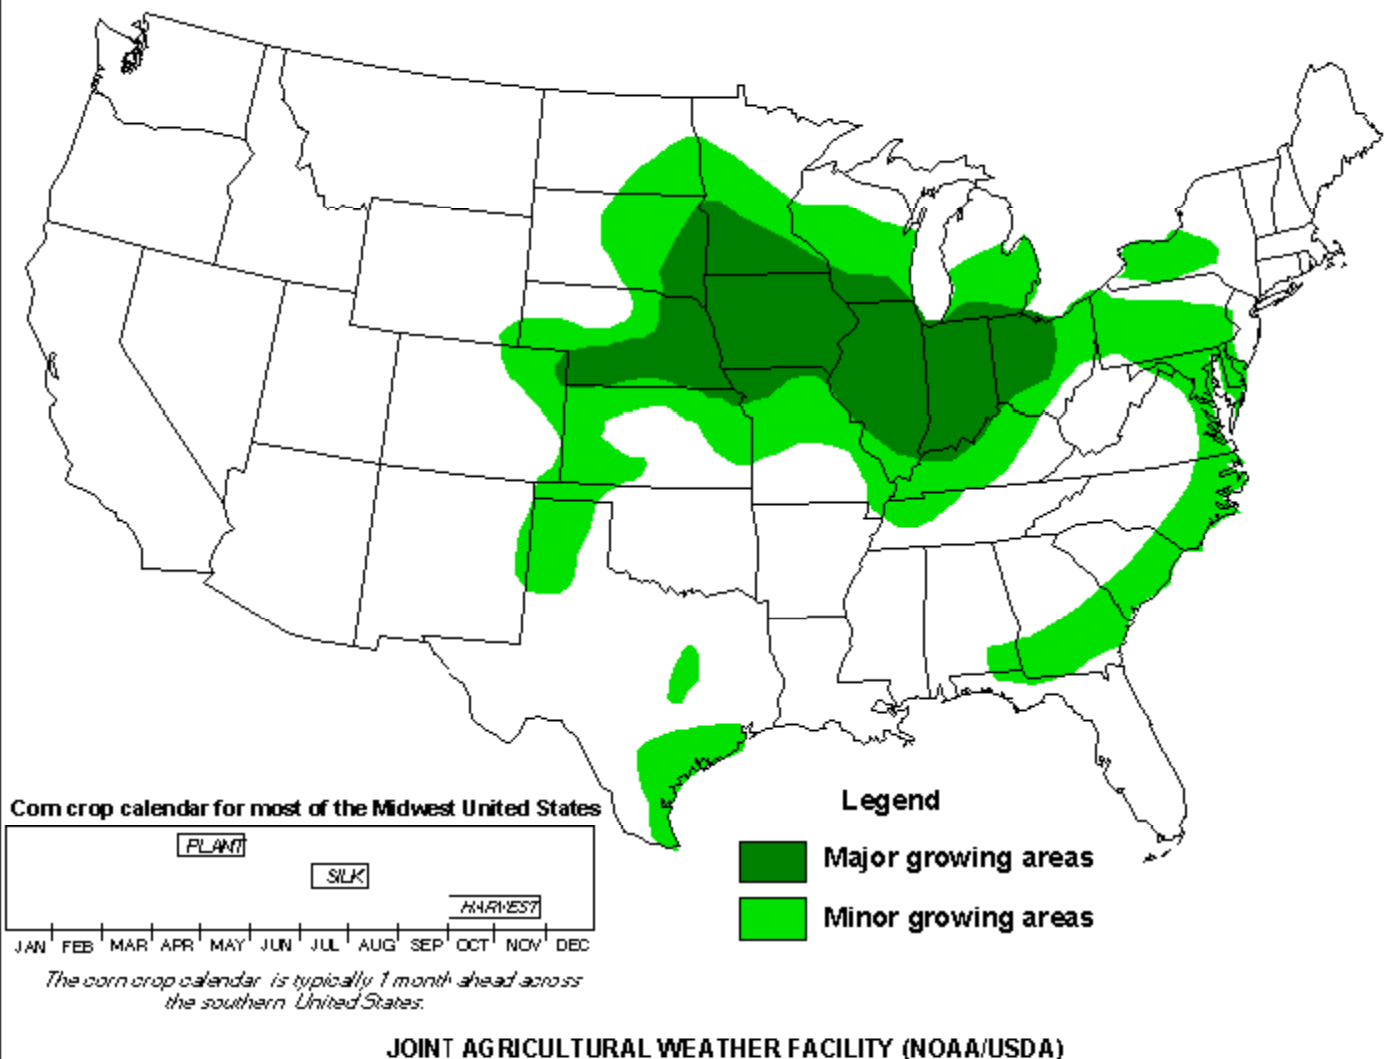 Corn crop calendar for most of the Midwest United States
PLANT
SILK
HARVEST
JAN FEB MAR APR MAY JUN JUL AUG SEP OCT NOV DEC
The corn crop calendar is typically 1 month ahead across
the southern United States.
Legend
Major growing areas
Minor growing areas
JOINT AGRICULTURAL WEATHER FACILITY (NOAA/USDA)